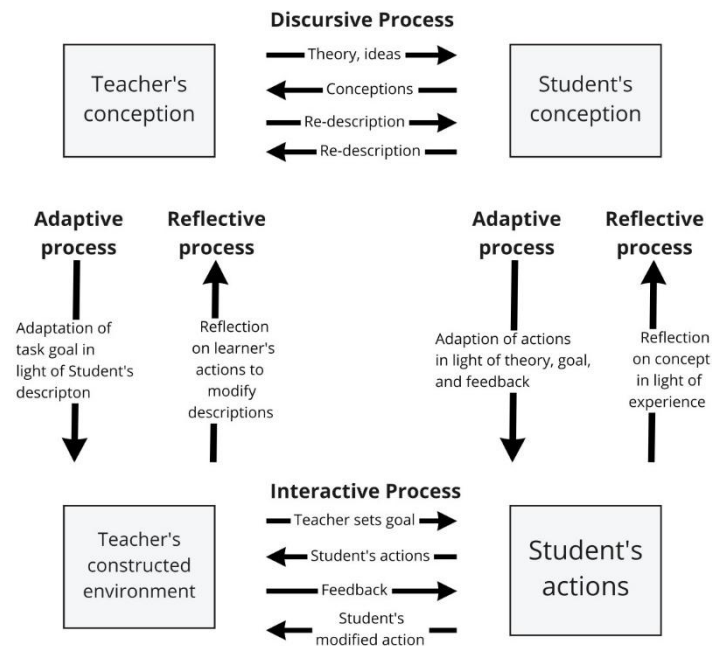 Discursive Process
Teacher's
conception
Theory, ideas
Conceptions
Re-description
Re-description
Student's
conception
Adaptive
process
Reflective
process
Adaptive
process
Reflective
process
Adaptation of
task goal in
light of Student's
descripton
Reflection
on learner's
actions to
modify
descriptions
Adaption of actions
in light of theory, goal,
and feedback
Reflection
on concept
in light of
experience
Interactive Process
Teacher's
constructed
environment
Teacher sets goal
Student's actions
Feedback
Student's
modified action
Student's
actions